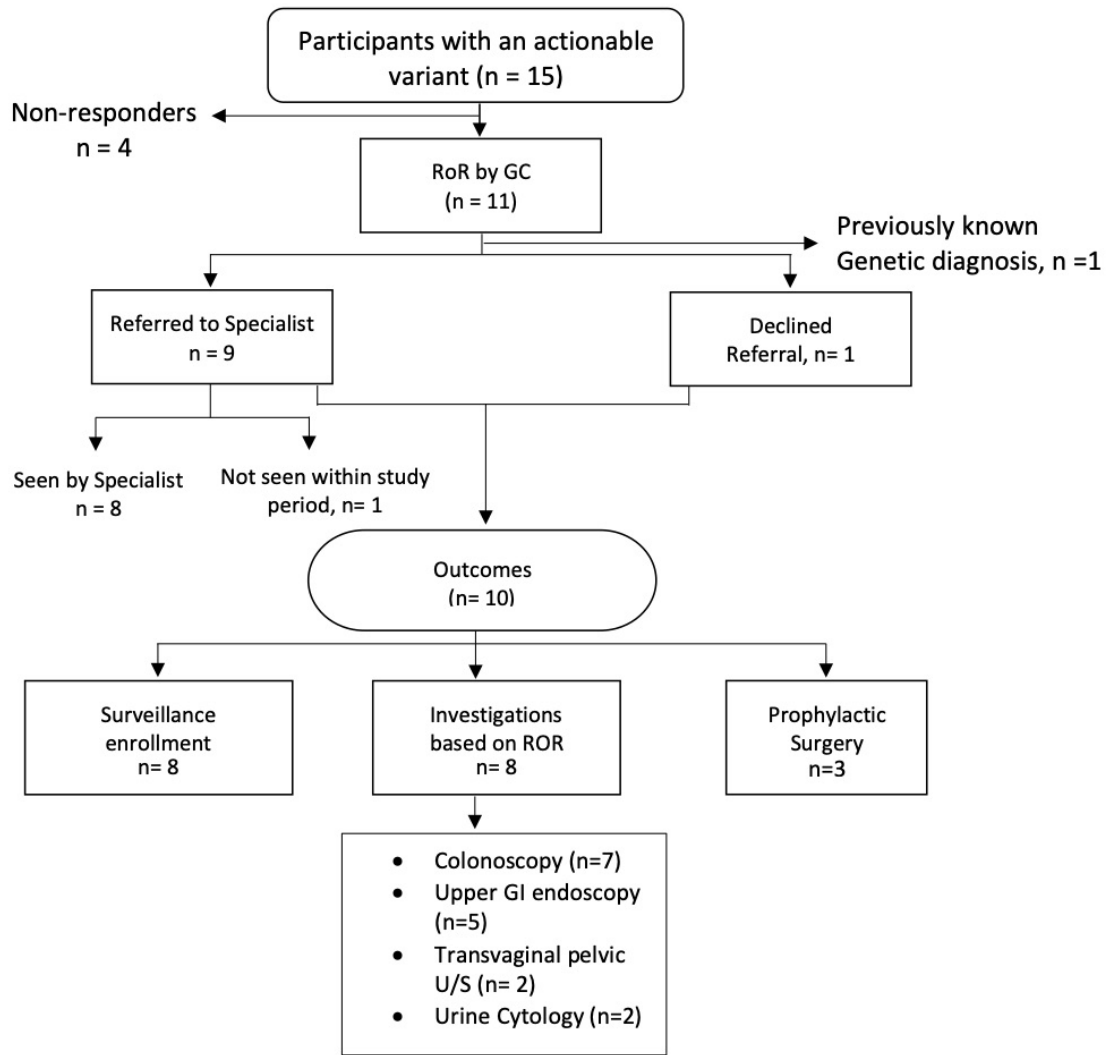 Participants with an actionable
variant (n = 15)
Non-responders
n = 4
RoR by GC
(n = 11)
Previously known
Genetic diagnosis, n =1
Referred to Specialist
n = 9
Declined
Referral, n= 1
Seen by Specialist
n = 8
Not seen within study
period, n= 1
Outcomes
(n= 10)
Surveillance
enrollment
n= 8
Investigations
based on ROR
n= 8
Prophylactic
Surgery
n=3
• Colonoscopy (n=7)
• Upper GI endoscopy
(n=5)
• Transvaginal pelvic
U/S (n= 2)
• Urine Cytology (n=2)